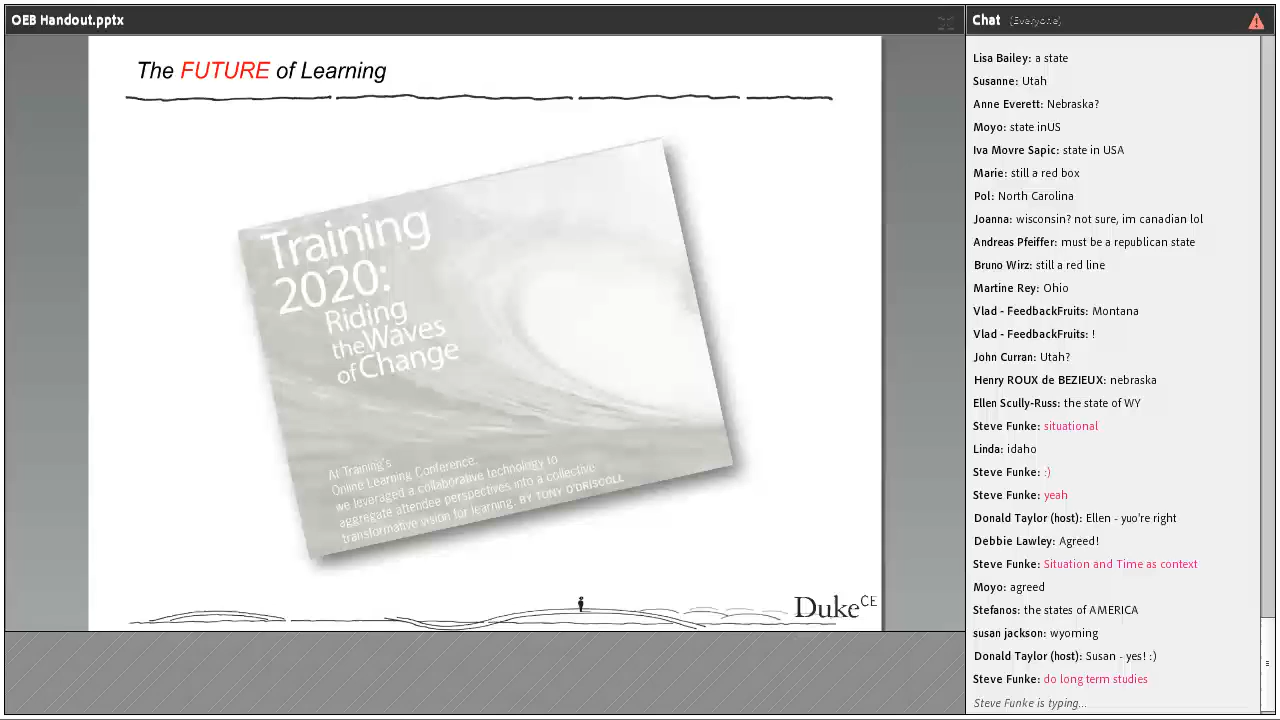 OEB Handout.pptx
The FUTURE of Learning
Training
2020:
Riding
the Waves
of Change
At Training's
Online Learning Conference,
we leveraged a collaborative technology to
aggregate attendee perspectives into a collective
transformative vision for learning. BY TONY O'DRISCOLL
DukeCE
Chat (Everyone)
Lisa Bailey: a state
Susanne: Utah
Anne Everett: Nebraska?
Moyo: state inUS
Iva Movre Sapic: state in USA
Marie: still a red box
Pol: North Carolina
Joanna: wisconsin? not sure, im canadian lol
Andreas Pfeiffer: must be a republican state
Bruno Wirz: still a red line
Martine Rey: Ohio
Vlad - FeedbackFruits: Montana
Vlad - FeedbackFruits: !
John Curran: Utah?
Henry ROUX de BEZIEUX: nebraska
Ellen Scully-Russ: the state of WY
Steve Funke: situational
Linda: idaho
Steve Funke: :)
Steve Funke: yeah
Donald Taylor (host): Ellen - yuo're right
Debbie Lawley: Agreed!
Steve Funke: Situation and Time as context
Moyo: agreed
Stefanos: the states of AMERICA
susan jackson: wyoming
Donald Taylor (host): Susan - yes! :)
Steve Funke: do long term studies
Steve Funke is typing...